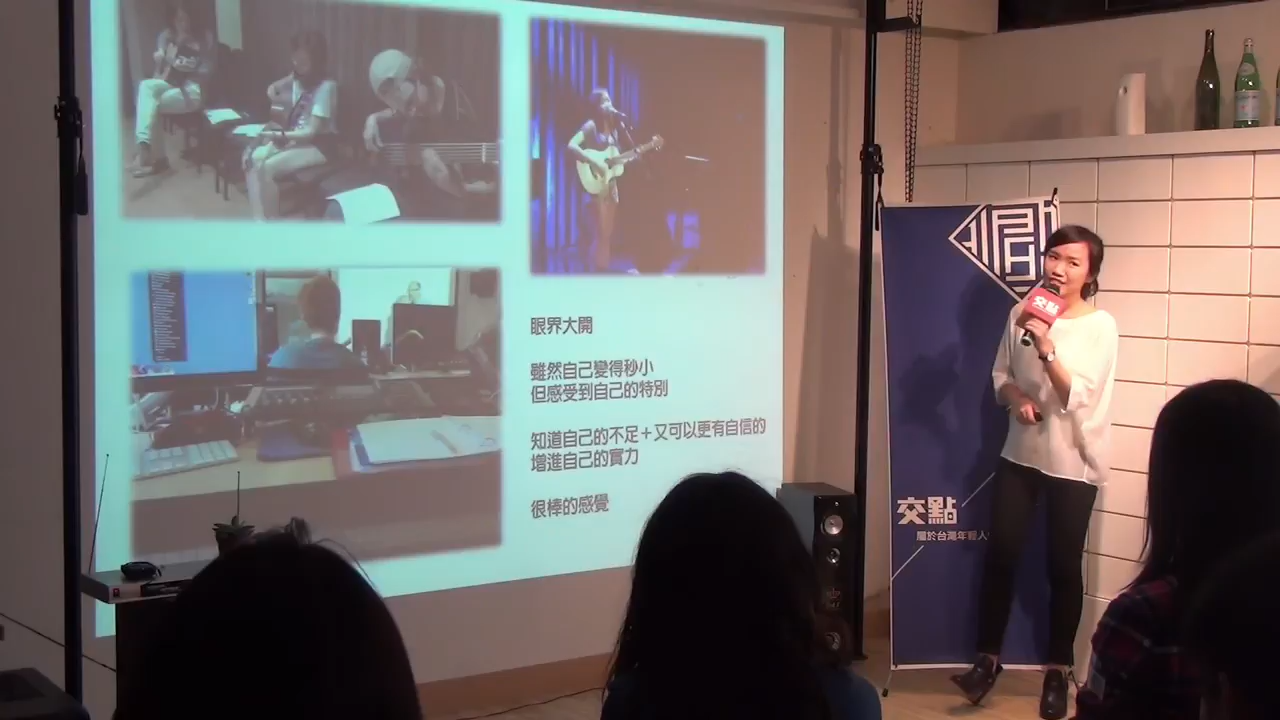 眼界大開
雖然自己變得秒小
但感受到自己的特別
知道自己的不足＋又可以更有自信的
增進自己的實力
很棒的感覺
交點
交點
屬於台灣年輕人